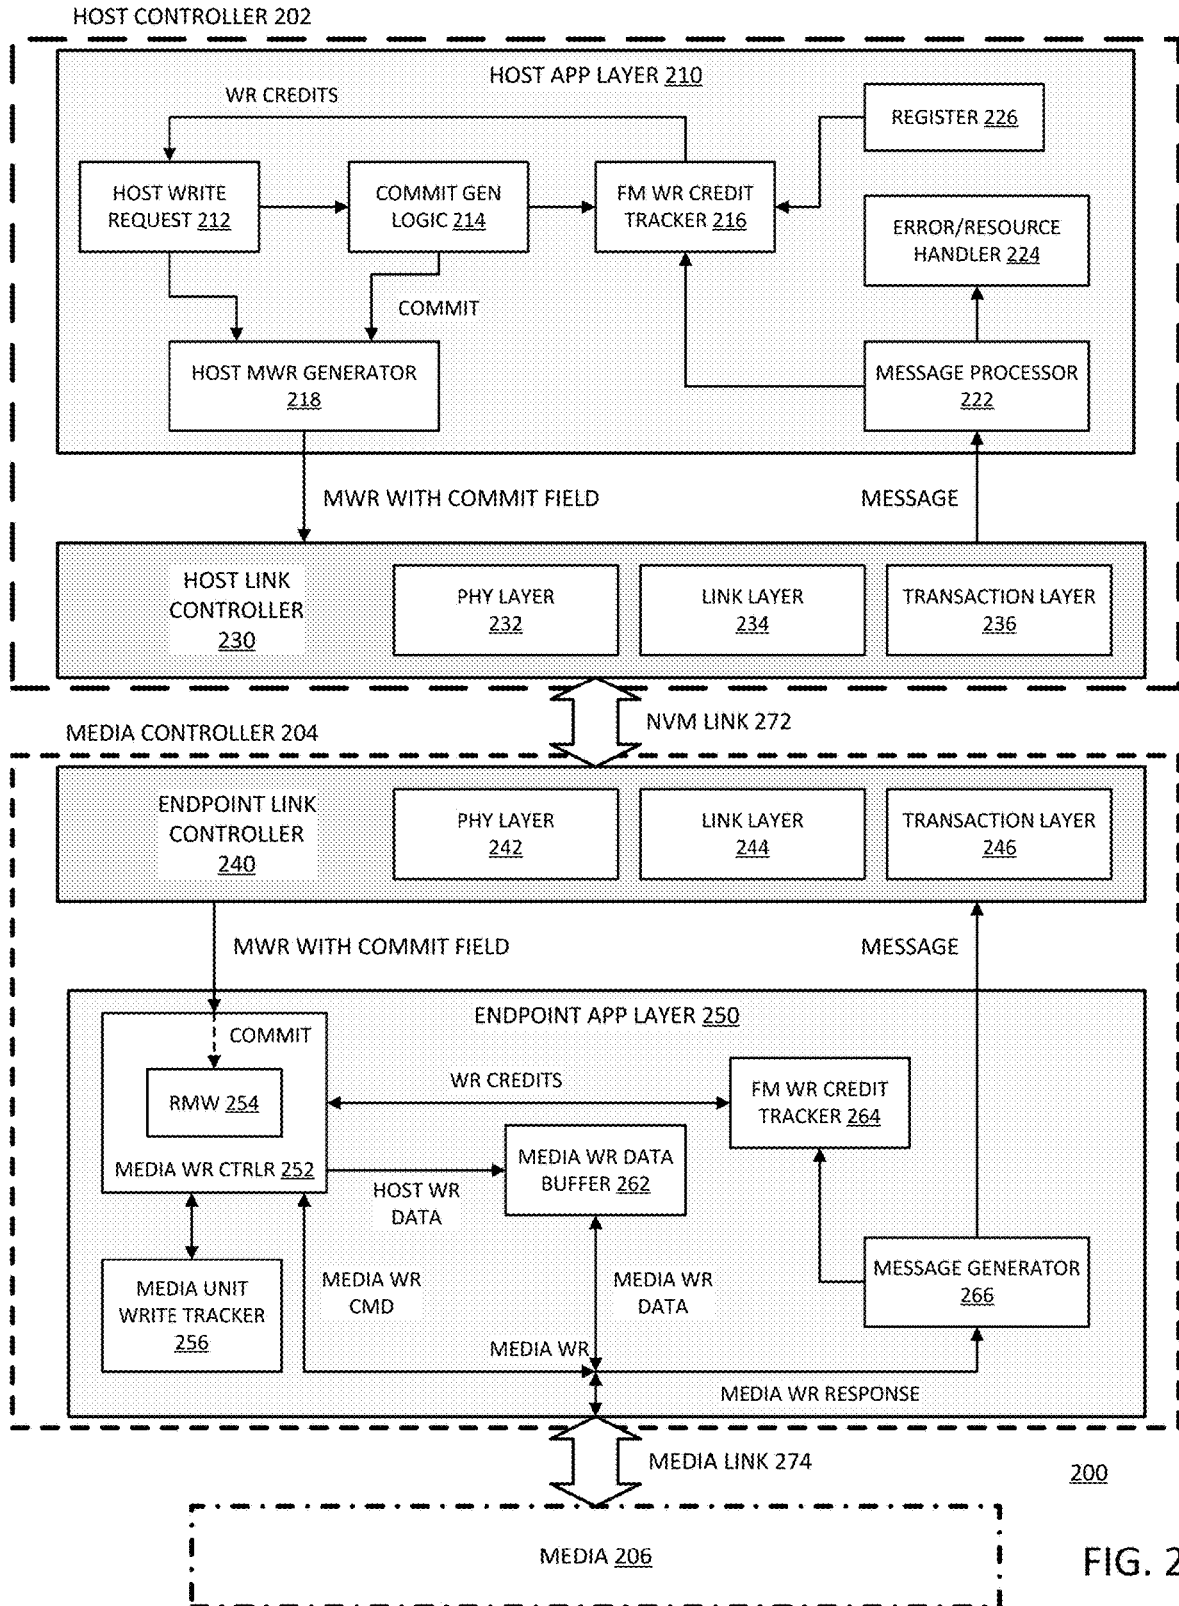 HOST CONTROLLER 202
HOST APP LAYER 210
WR CREDITS
REGISTER 226
HOST WRITE
REQUEST 212
COMMIT GEN
LOGIC 214
FM WR CREDIT
TRACKER 216
ERROR/RESOURCE
HANDLER 224
COMMIT
HOST MWR GENERATOR
218
MESSAGE PROCESSOR
222
MWR WITH COMMIT FIELD
MESSAGE
HOST LINK
CONTROLLER
230
PHY LAYER
232
LINK LAYER
234
TRANSACTION LAYER
236
NVM LINK 272
MEDIA CONTROLLER 204
ENDPOINT LINK
CONTROLLER
240
PHY LAYER
242
LINK LAYER
244
TRANSACTION LAYER
246
MWR WITH COMMIT FIELD
MESSAGE
ENDPOINT APP LAYER 250
COMMIT
RMW 254
MEDIA WR CTRLR 252
WR CREDITS
FM WR CREDIT
TRACKER 264
MEDIA WR DATA
BUFFER 262
HOST WR
DATA
MEDIA UNIT
WRITE TRACKER
256
MEDIA WR
CMD
MEDIA WR
DATA
MESSAGE GENERATOR
266
MEDIA WR
MEDIA WR RESPONSE
MEDIA LINK 274
200
MEDIA 206
FIG. 2